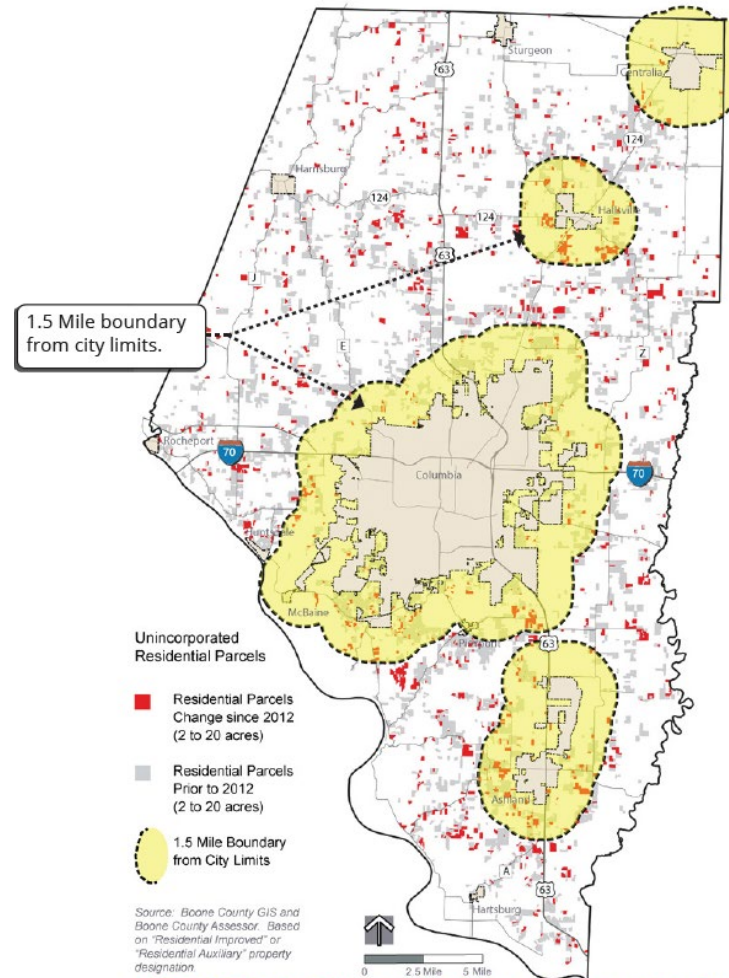 Sturgeon
63
Centralia
124
Harrisburg
Hallsville
124
124
63
J
1.5 Mile boundary
from city limits.
E
Z
Rocheport
70
Columbia
70
Huntsdale
McBaine
Pierpont
63
Unincorporated
Residential Parcels
Residential Parcels
Change since 2012
(2 to 20 acres)
Residential Parcels
Prior to 2012
(2 to 20 acres)
Ashland
1.5 Mile Boundary
from City Limits
A
63
Hartsburg
Source: Boone County GIS and
Boone County Assessor. Based
on "Residential Improved" or
"Residential Auxiliary" property
designation.
0 2.5 Mile 5 Mile